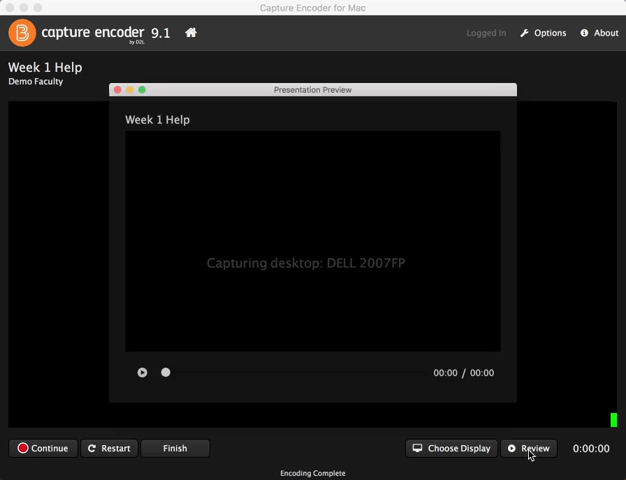 Capture Encoder for Mac
capture encoder 9.1
by D2L
Logged In
Options
About
Week 1 Help
Demo Faculty
Presentation Preview
Week 1 Help
Capturing desktop: DELL 2007FP
00:00 / 00:00
Continue
Restart
Finish
Choose Display
Review
0:00:00
Encoding Complete